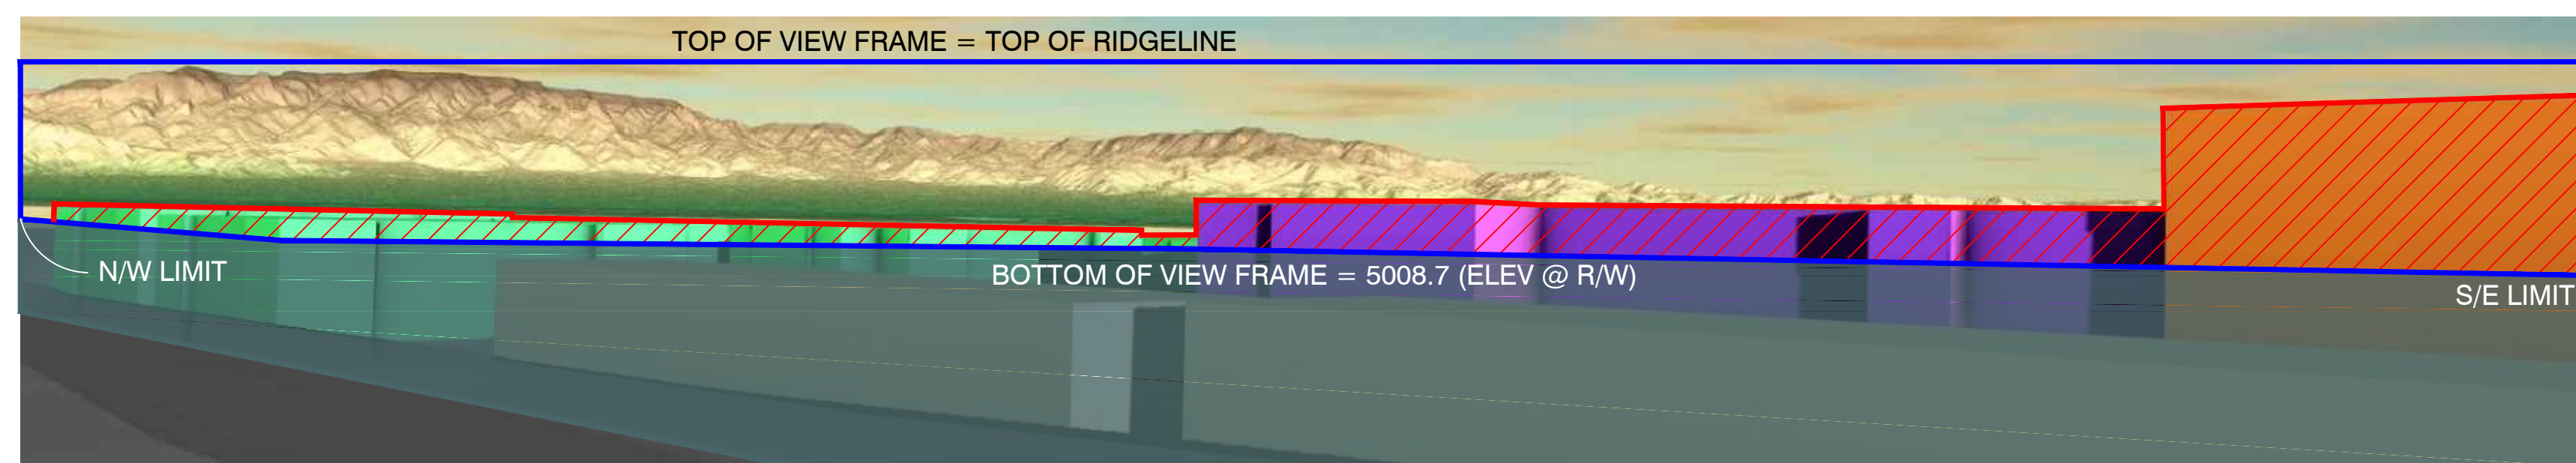 TOP OF VIEW FRAME = TOP OF RIDGELINE
N/W LIMIT
BOTTOM OF VIEW FRAME = 5008.7 (ELEV @ R/W)
S/E LIMIT